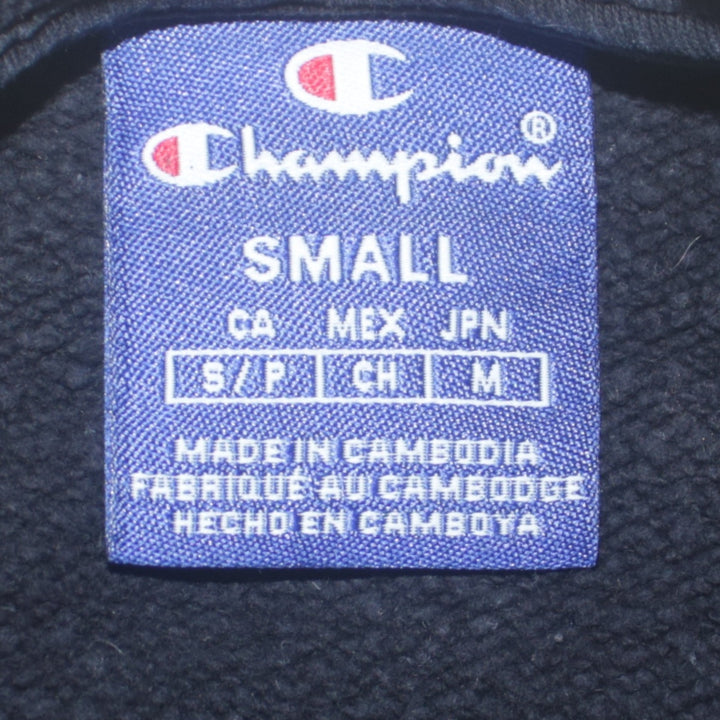 C
Champion®
SMALL
CA MEX JPN
S/P CH M
MADE IN CAMBODIA
FABRIQUÉ AU CAMBODGE
HECHO EN CAMBOYA